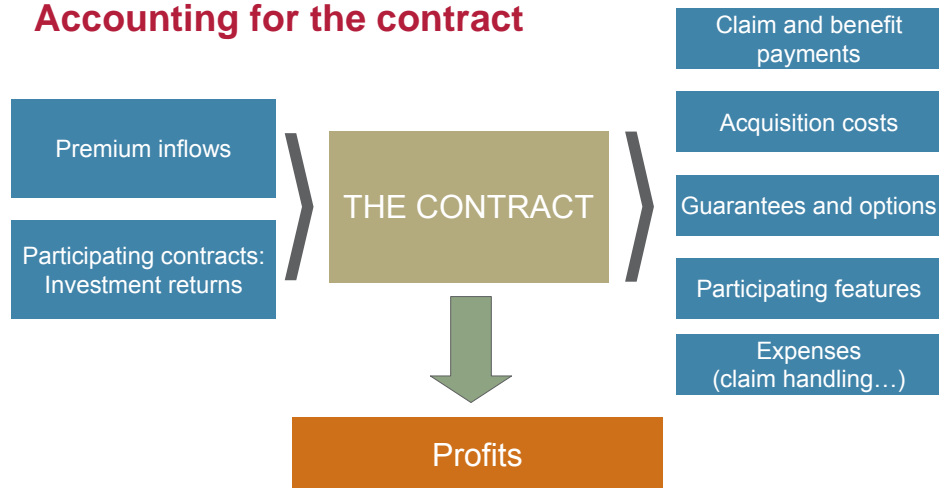 Accounting for the contract
Premium inflows
Participating contracts:
Investment returns
THE CONTRACT
Claim and benefit
payments
Acquisition costs
Guarantees and options
Participating features
Expenses
(claim handling…)
Profits